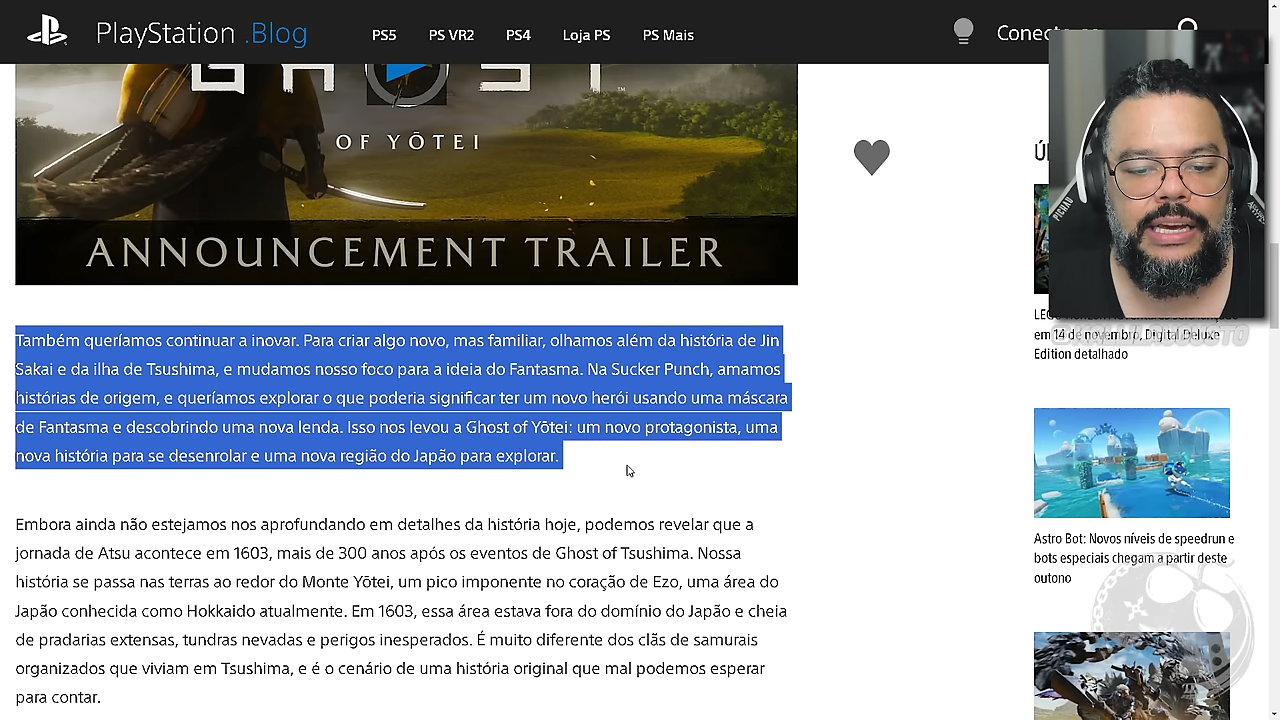 PlayStation .Blog
PS5 PS VR2 PS4 Loja PS PS Mais
GHOST
OF YŌTEI
ANNOUNCEMENT TRAILER
Também queríamos continuar a inovar. Para criar algo novo, mas familiar, olhamos além da história de Jin
Sakai e da ilha de Tsushima, e mudamos nosso foco para a ideia do Fantasma. Na Sucker Punch, amamos
histórias de origem, e queríamos explorar o que poderia significar ter um novo herói usando uma máscara
de Fantasma e descobrindo uma nova lenda. Isso nos levou a Ghost of Yōtei: um novo protagonista, uma
nova história para se desenrolar e uma nova região do Japão para explorar.
Embora ainda não estejamos nos aprofundando em detalhes da história hoje, podemos revelar que a
jornada de Atsu acontece em 1603, mais de 300 anos após os eventos de Ghost of Tsushima. Nossa
história se passa nas terras ao redor do Monte Yōtei, um pico imponente no coração de Ezo, uma área do
Japão conhecida como Hokkaido atualmente. Em 1603, essa área estava fora do domínio do Japão e cheia
de pradarias extensas, tundras nevadas e perigos inesperados. É muito diferente dos clãs de samurais
organizados que viviam em Tsushima, e é o cenário de uma história original que mal podemos esperar
para contar.
PICHAU
em 14 de novembro, Digital Deluxe
Edition detalhado
Astro Bot: Novos níveis de speedrun e
bots especiais chegam a partir deste
outono